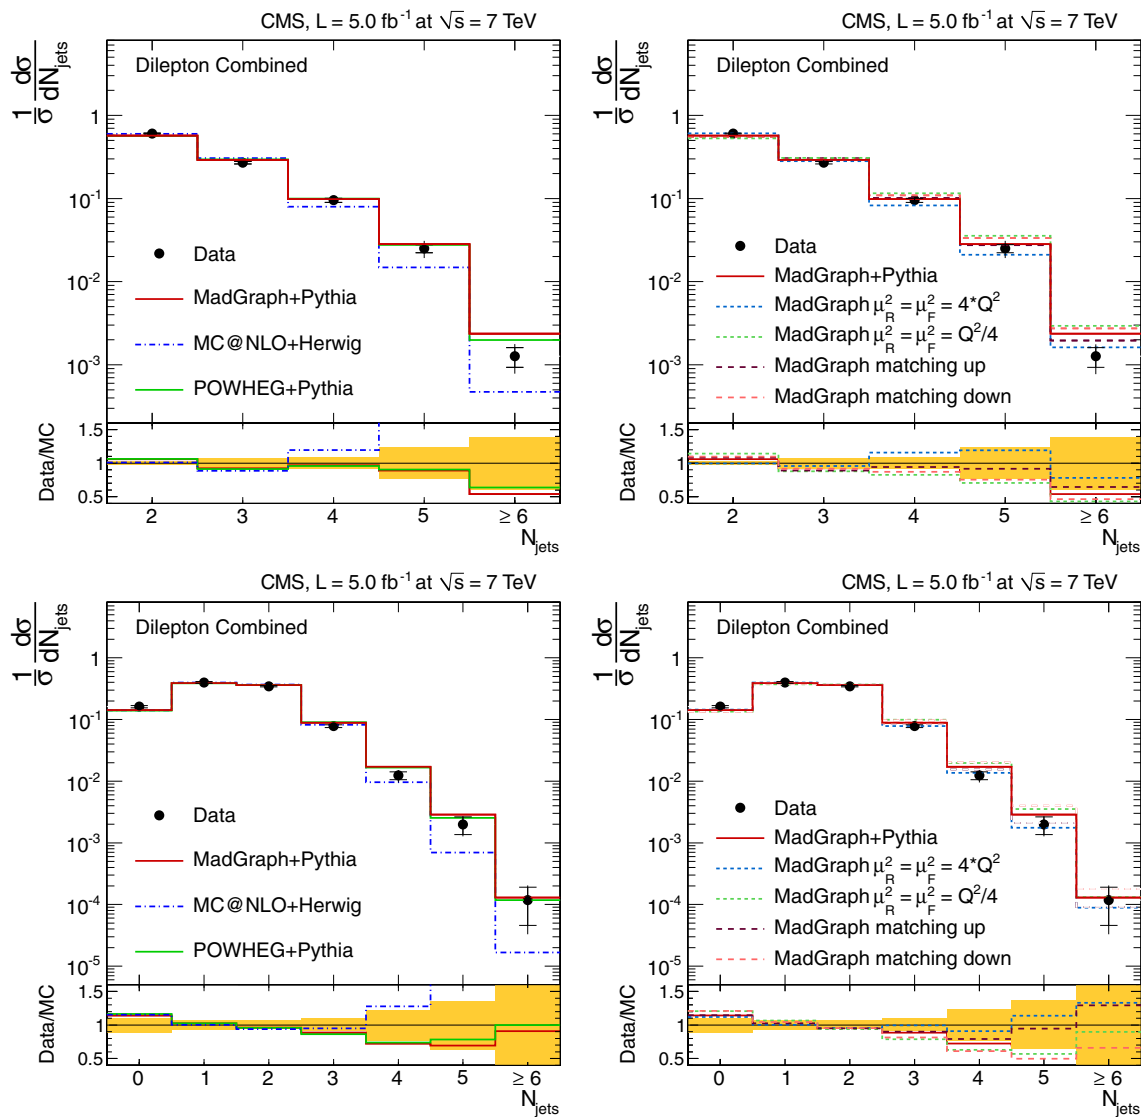 CMS, L = 5.0 fb⁻¹ at √s = 7 TeV
Dilepton Combined
1/σ dσ/dN_jets
1
10⁻¹
10⁻²
10⁻³
Data
MadGraph+Pythia
MC@NLO+Herwig
POWHEG+Pythia
Data/MC
1.5
1
0.5
2 3 4 5 ≥ 6
N_jets
CMS, L = 5.0 fb⁻¹ at √s = 7 TeV
Dilepton Combined
1/σ dσ/dN_jets
1
10⁻¹
10⁻²
10⁻³
Data
MadGraph+Pythia
MadGraph μ_R² = μ_F² = 4*Q²
MadGraph μ_R² = μ_F² = Q²/4
MadGraph matching up
MadGraph matching down
Data/MC
1.5
1
0.5
2 3 4 5 ≥ 6
N_jets
CMS, L = 5.0 fb⁻¹ at √s = 7 TeV
Dilepton Combined
1/σ dσ/dN_jets
1
10⁻¹
10⁻²
10⁻³
10⁻⁴
10⁻⁵
Data
MadGraph+Pythia
MC@NLO+Herwig
POWHEG+Pythia
Data/MC
1.5
1
0.5
0 1 2 3 4 5 ≥ 6
N_jets
CMS, L = 5.0 fb⁻¹ at √s = 7 TeV
Dilepton Combined
1/σ dσ/dN_jets
1
10⁻¹
10⁻²
10⁻³
10⁻⁴
10⁻⁵
Data
MadGraph+Pythia
MadGraph μ_R² = μ_F² = 4*Q²
MadGraph μ_R² = μ_F² = Q²/4
MadGraph matching up
MadGraph matching down
Data/MC
1.5
1
0.5
0 1 2 3 4 5 ≥ 6
N_jets